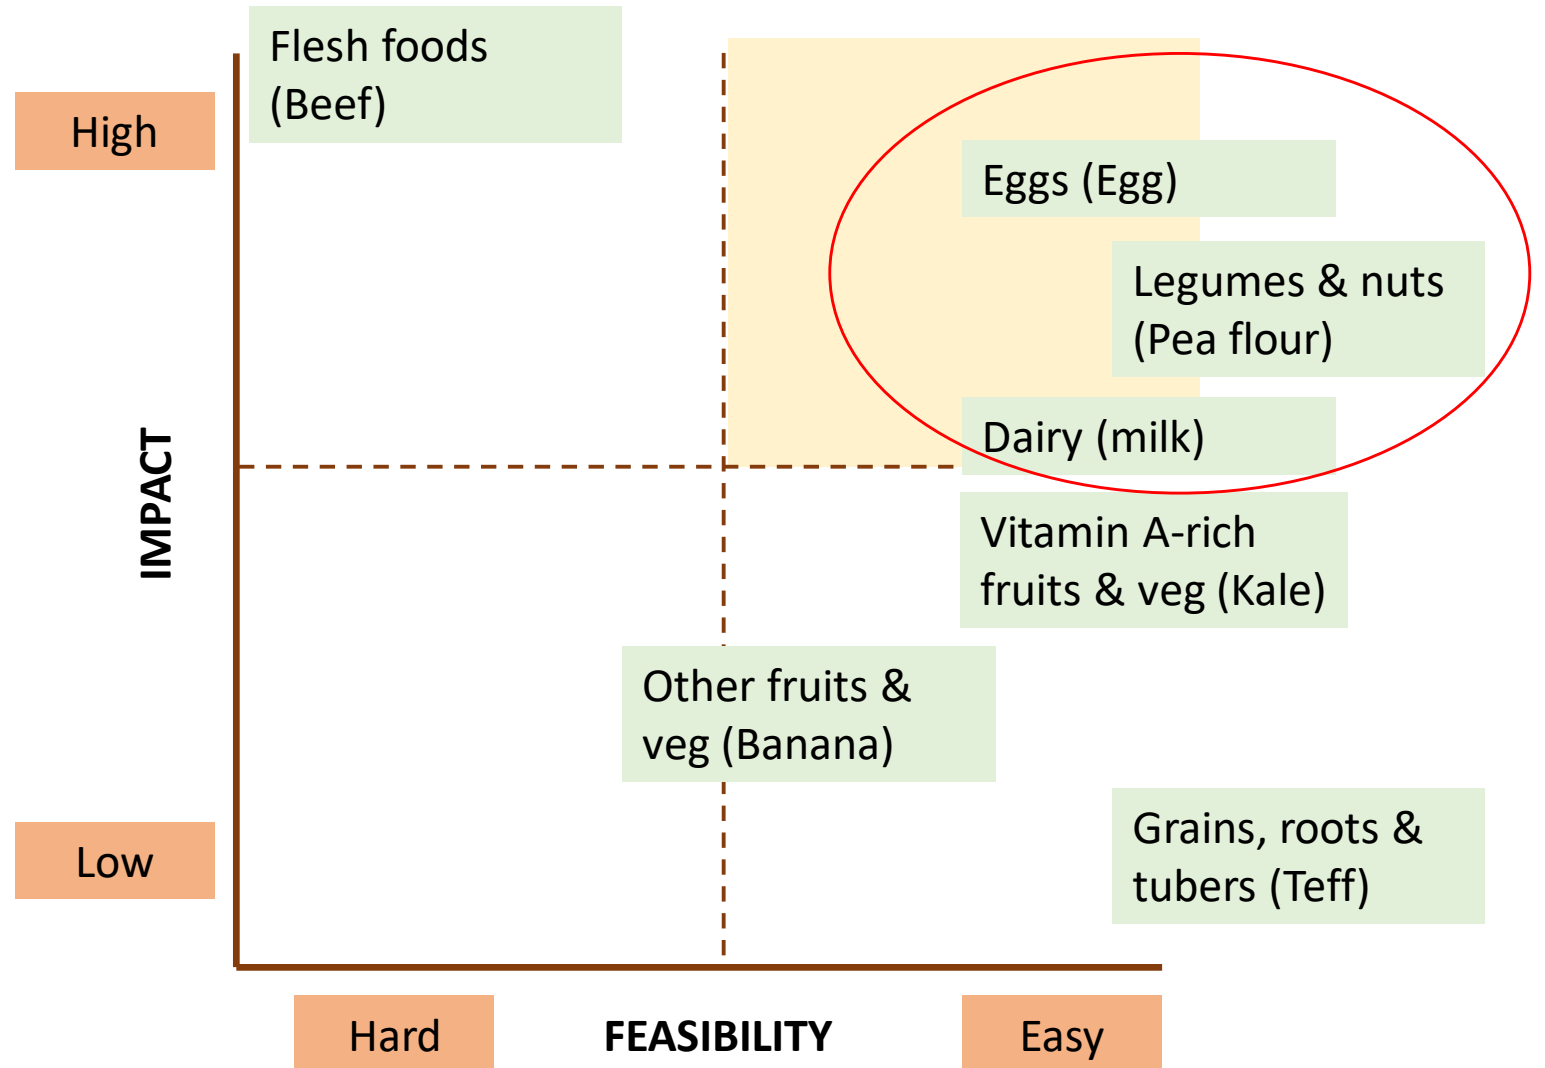 Flesh foods
(Beef)
High
Eggs (Egg)
Legumes & nuts
(Pea flour)
Dairy (milk)
IMPACT
Vitamin A-rich
fruits & veg (Kale)
Other fruits &
veg (Banana)
Grains, roots &
tubers (Teff)
Low
Hard
FEASIBILITY
Easy